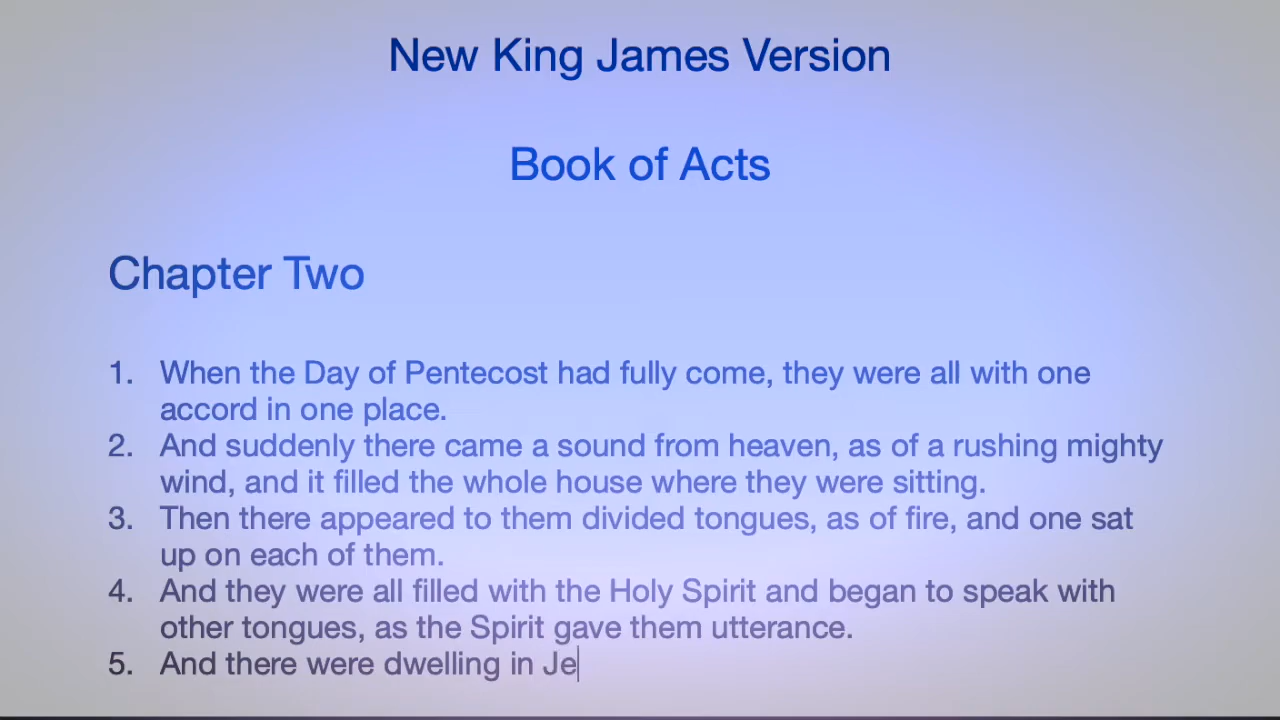 New King James Version
Book of Acts
Chapter Two
1. When the Day of Pentecost had fully come, they were all with one
accord in one place.
2. And suddenly there came a sound from heaven, as of a rushing mighty
wind, and it filled the whole house where they were sitting.
3. Then there appeared to them divided tongues, as of fire, and one sat
up on each of them.
4. And they were all filled with the Holy Spirit and began to speak with
other tongues, as the Spirit gave them utterance.
5. And there were dwelling in Je